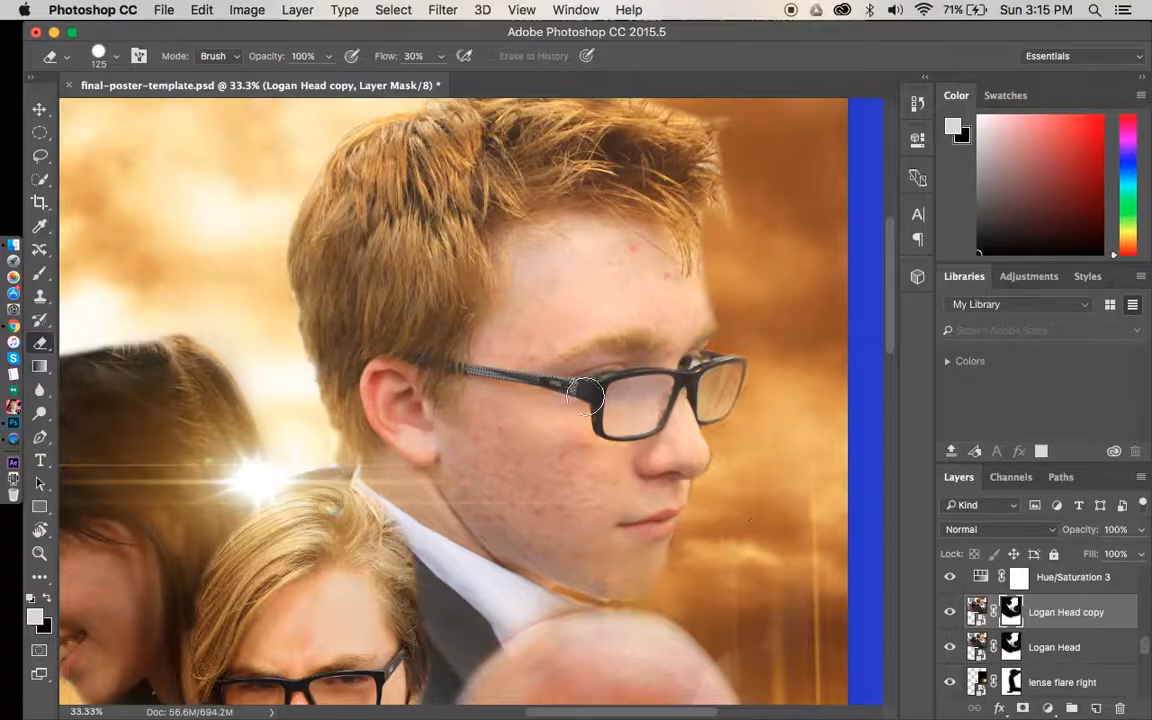 Photoshop CC File Edit Image Layer Type Select Filter 3D View Window Help 71% Sun 3:15 PM
Adobe Photoshop CC 2015.5
125 Mode: Brush Opacity: 100% Flow: 30% Erase to History Essentials
× final-poster-template.psd @ 33.3% (Logan Head copy, Layer Mask/8) *
Color Swatches
Libraries Adjustments Styles
My Library
Search Adobe Stock
Colors
Layers Channels Paths
Kind
Normal Opacity: 100%
Lock: Fill: 100%
Hue/Saturation 3
Logan Head copy
Logan Head
lense flare right
33.33% Doc: 56.6M/694.2M